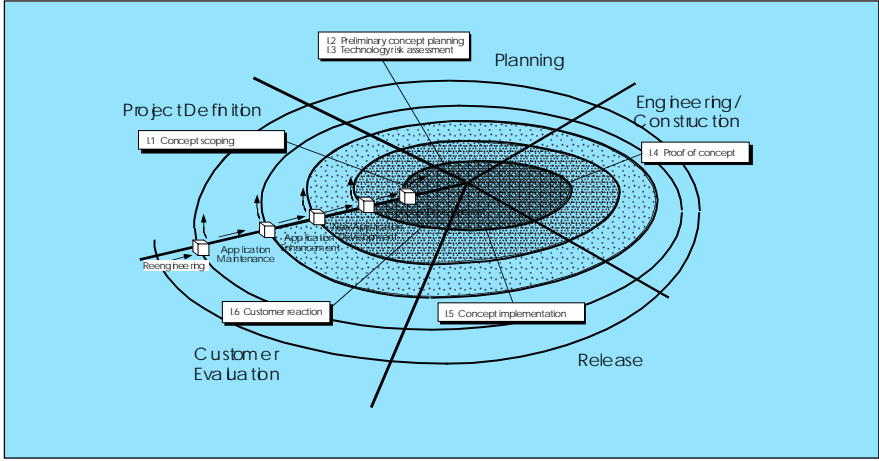 I.2 Preliminary concept planning
I.3 Technology risk assessment
Planning
Project Definition
Engineering/
Construction
I.1 Concept scoping
I.4 Proof of concept
Application
Enhancement
Application
Maintenance
Reengineering
I.6 Customer reaction
I.5 Concept implementation
Customer
Evaluation
Release